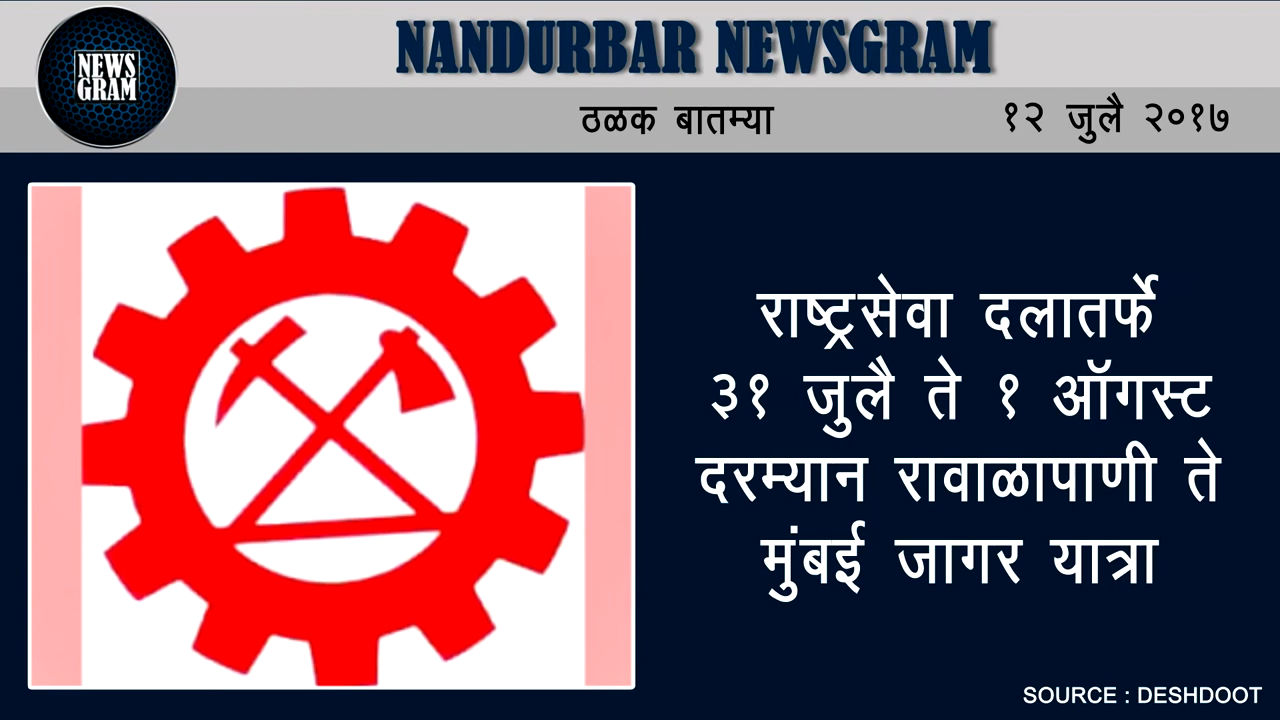 NEWS
GRAM
NANDURBAR NEWSGRAM
ठळक बातम्या
१२ जुलै २०१७
राष्ट्रसेवा दलातर्फे
३१ जुलै ते १ ऑगस्ट
दरम्यान रावाळापाणी ते
मुंबई जागर यात्रा
SOURCE : DESHDOOT